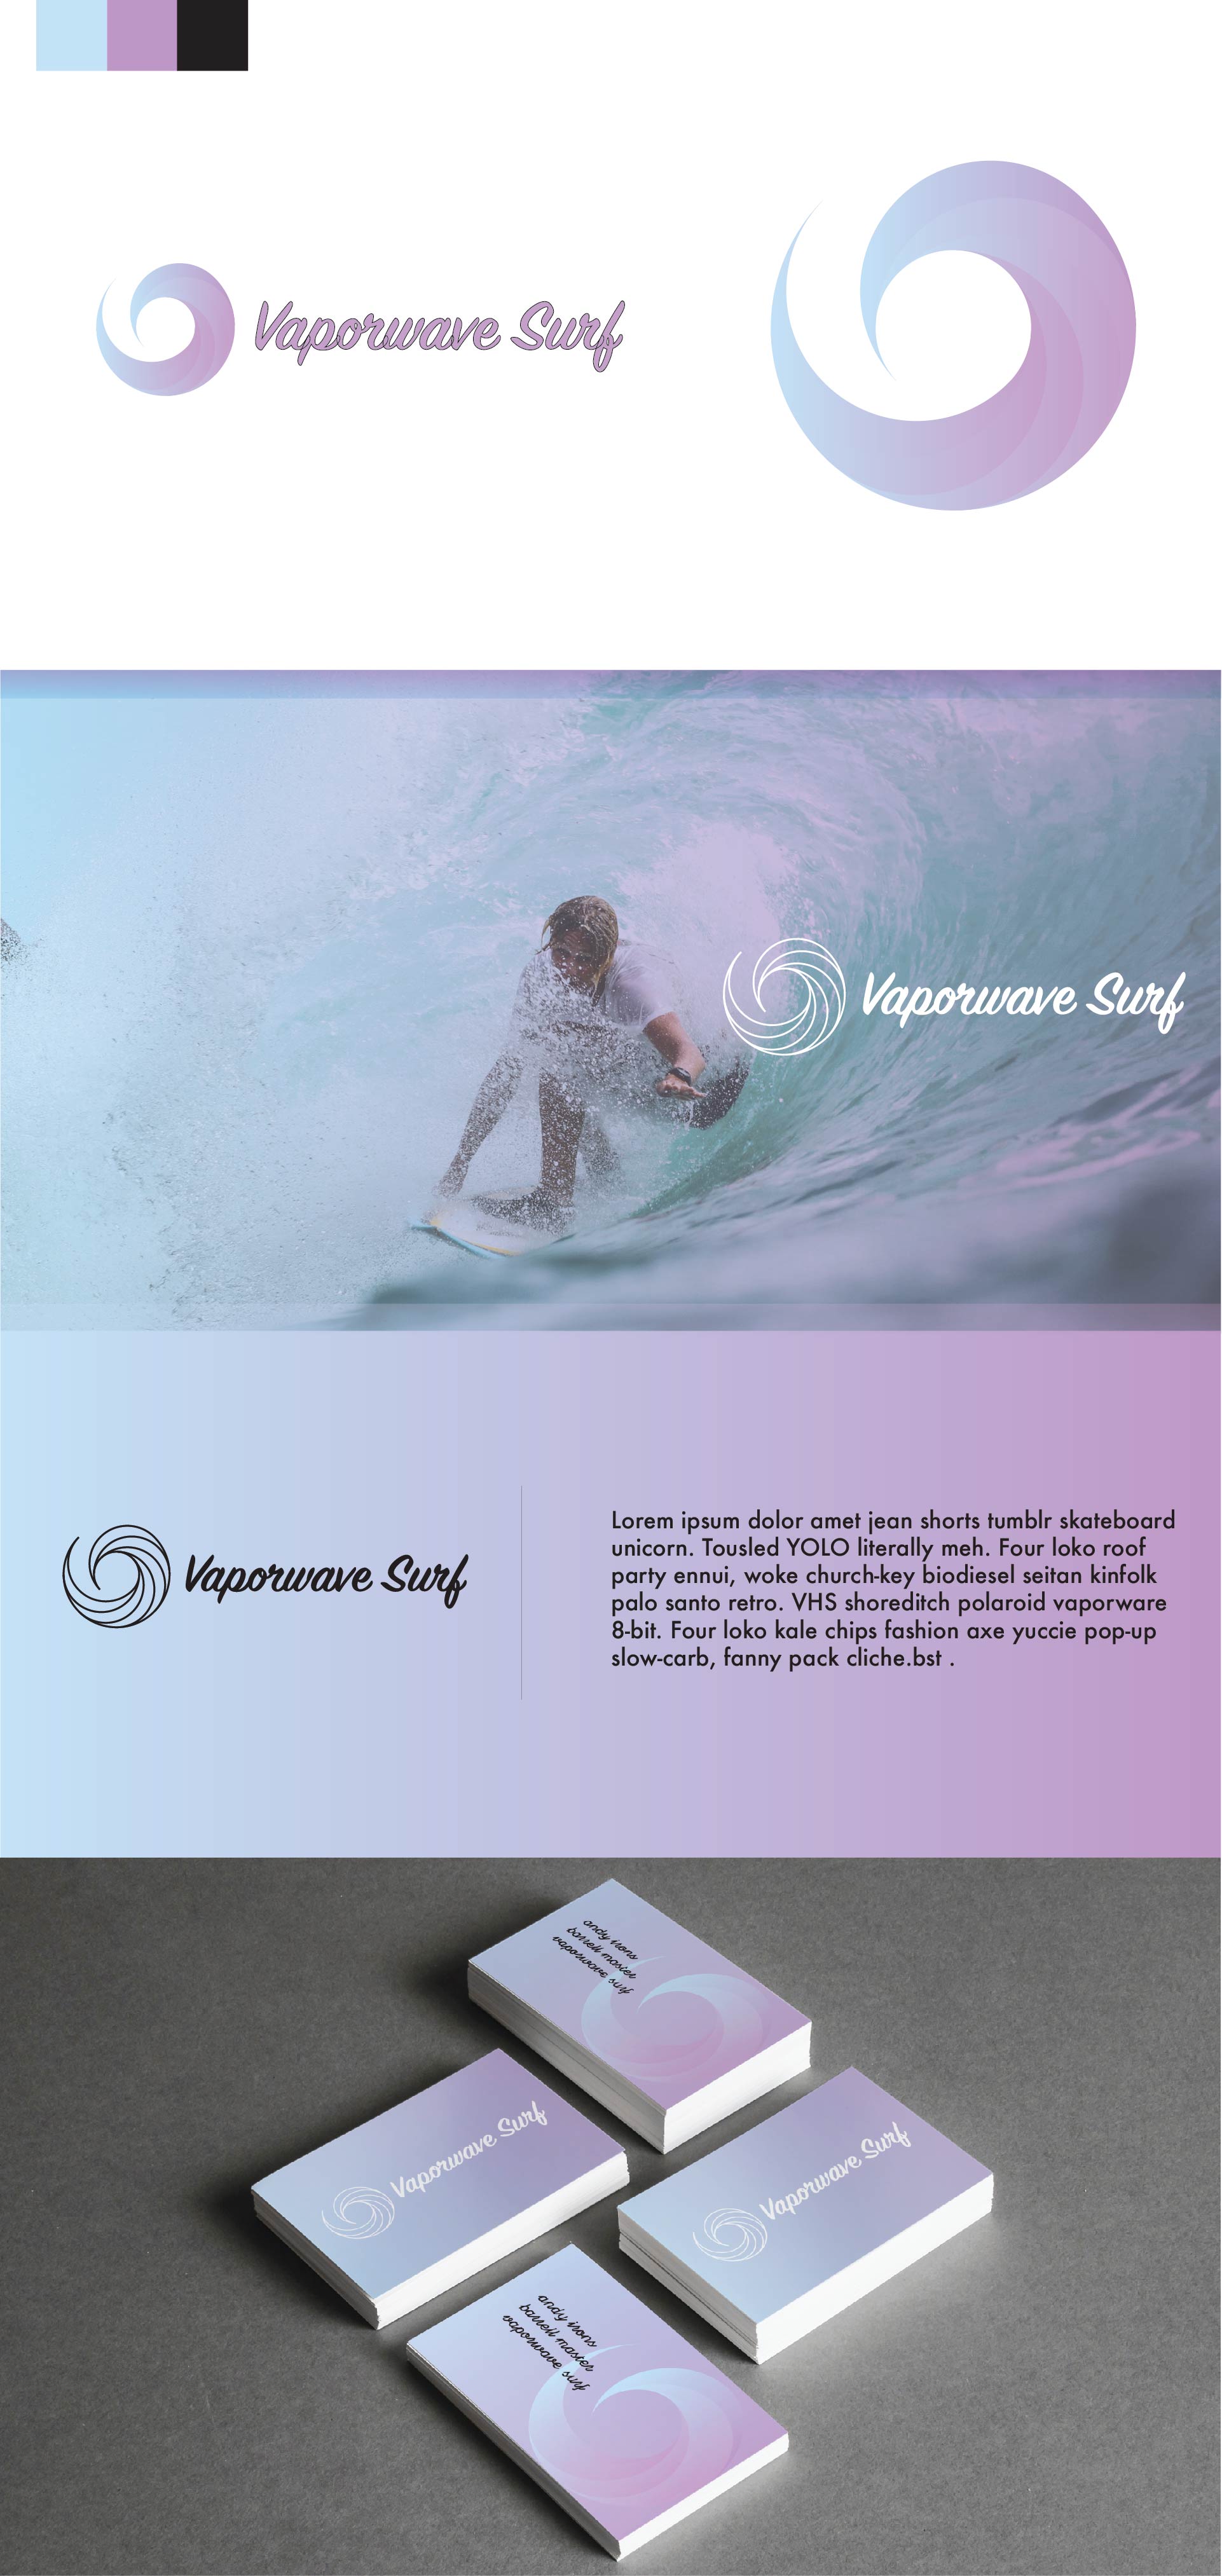 Vaporwave Surf
Vaporwave Surf
Vaporwave Surf
Lorem ipsum dolor amet jean shorts tumblr skateboard
unicorn. Tousled YOLO literally meh. Four loko roof
party ennui, woke church-key biodiesel seitan kinfolk
palo santo retro. VHS shoreditch polaroid vaporware
8-bit. Four loko kale chips fashion axe yuccie pop-up
slow-carb, fanny pack cliche.bst .
andy irons
barrell master
vaporwave surf
Vaporwave Surf
Vaporwave Surf
andy irons
barrell master
vaporwave surf